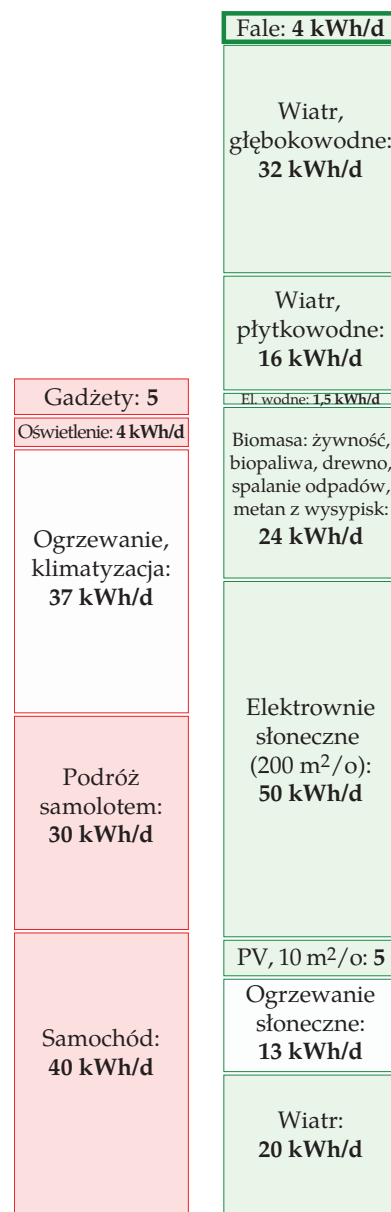 Gadżety: 5
Oświetlenie: 4 kWh/d
Ogrzewanie,
klimatyzacja:
37 kWh/d
Podróż
samolotem:
30 kWh/d
Samochód:
40 kWh/d
Fale: 4 kWh/d
Wiatr,
głębokowodne:
32 kWh/d
Wiatr,
płytkowodne:
16 kWh/d
El. wodne: 1,5 kWh/d
Biomasa: żywność,
biopaliwa, drewno,
spalanie odpadów,
metan z wysypisk:
24 kWh/d
Elektrownie
słoneczne
(200 m²/o):
50 kWh/d
PV, 10 m²/o: 5
Ogrzewanie
słoneczne:
13 kWh/d
Wiatr:
20 kWh/d